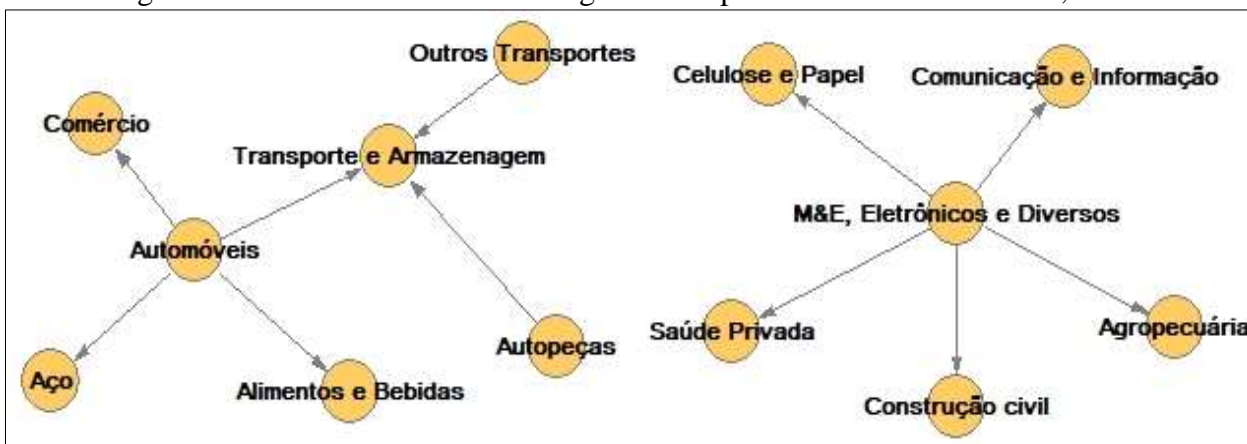 Outros Transportes
Comércio
Transporte e Armazenagem
Automóveis
Autopeças
Aço
Alimentos e Bebidas
Celulose e Papel
Comunicação e Informação
M&E, Eletrônicos e Diversos
Saúde Privada
Agropecuária
Construção civil